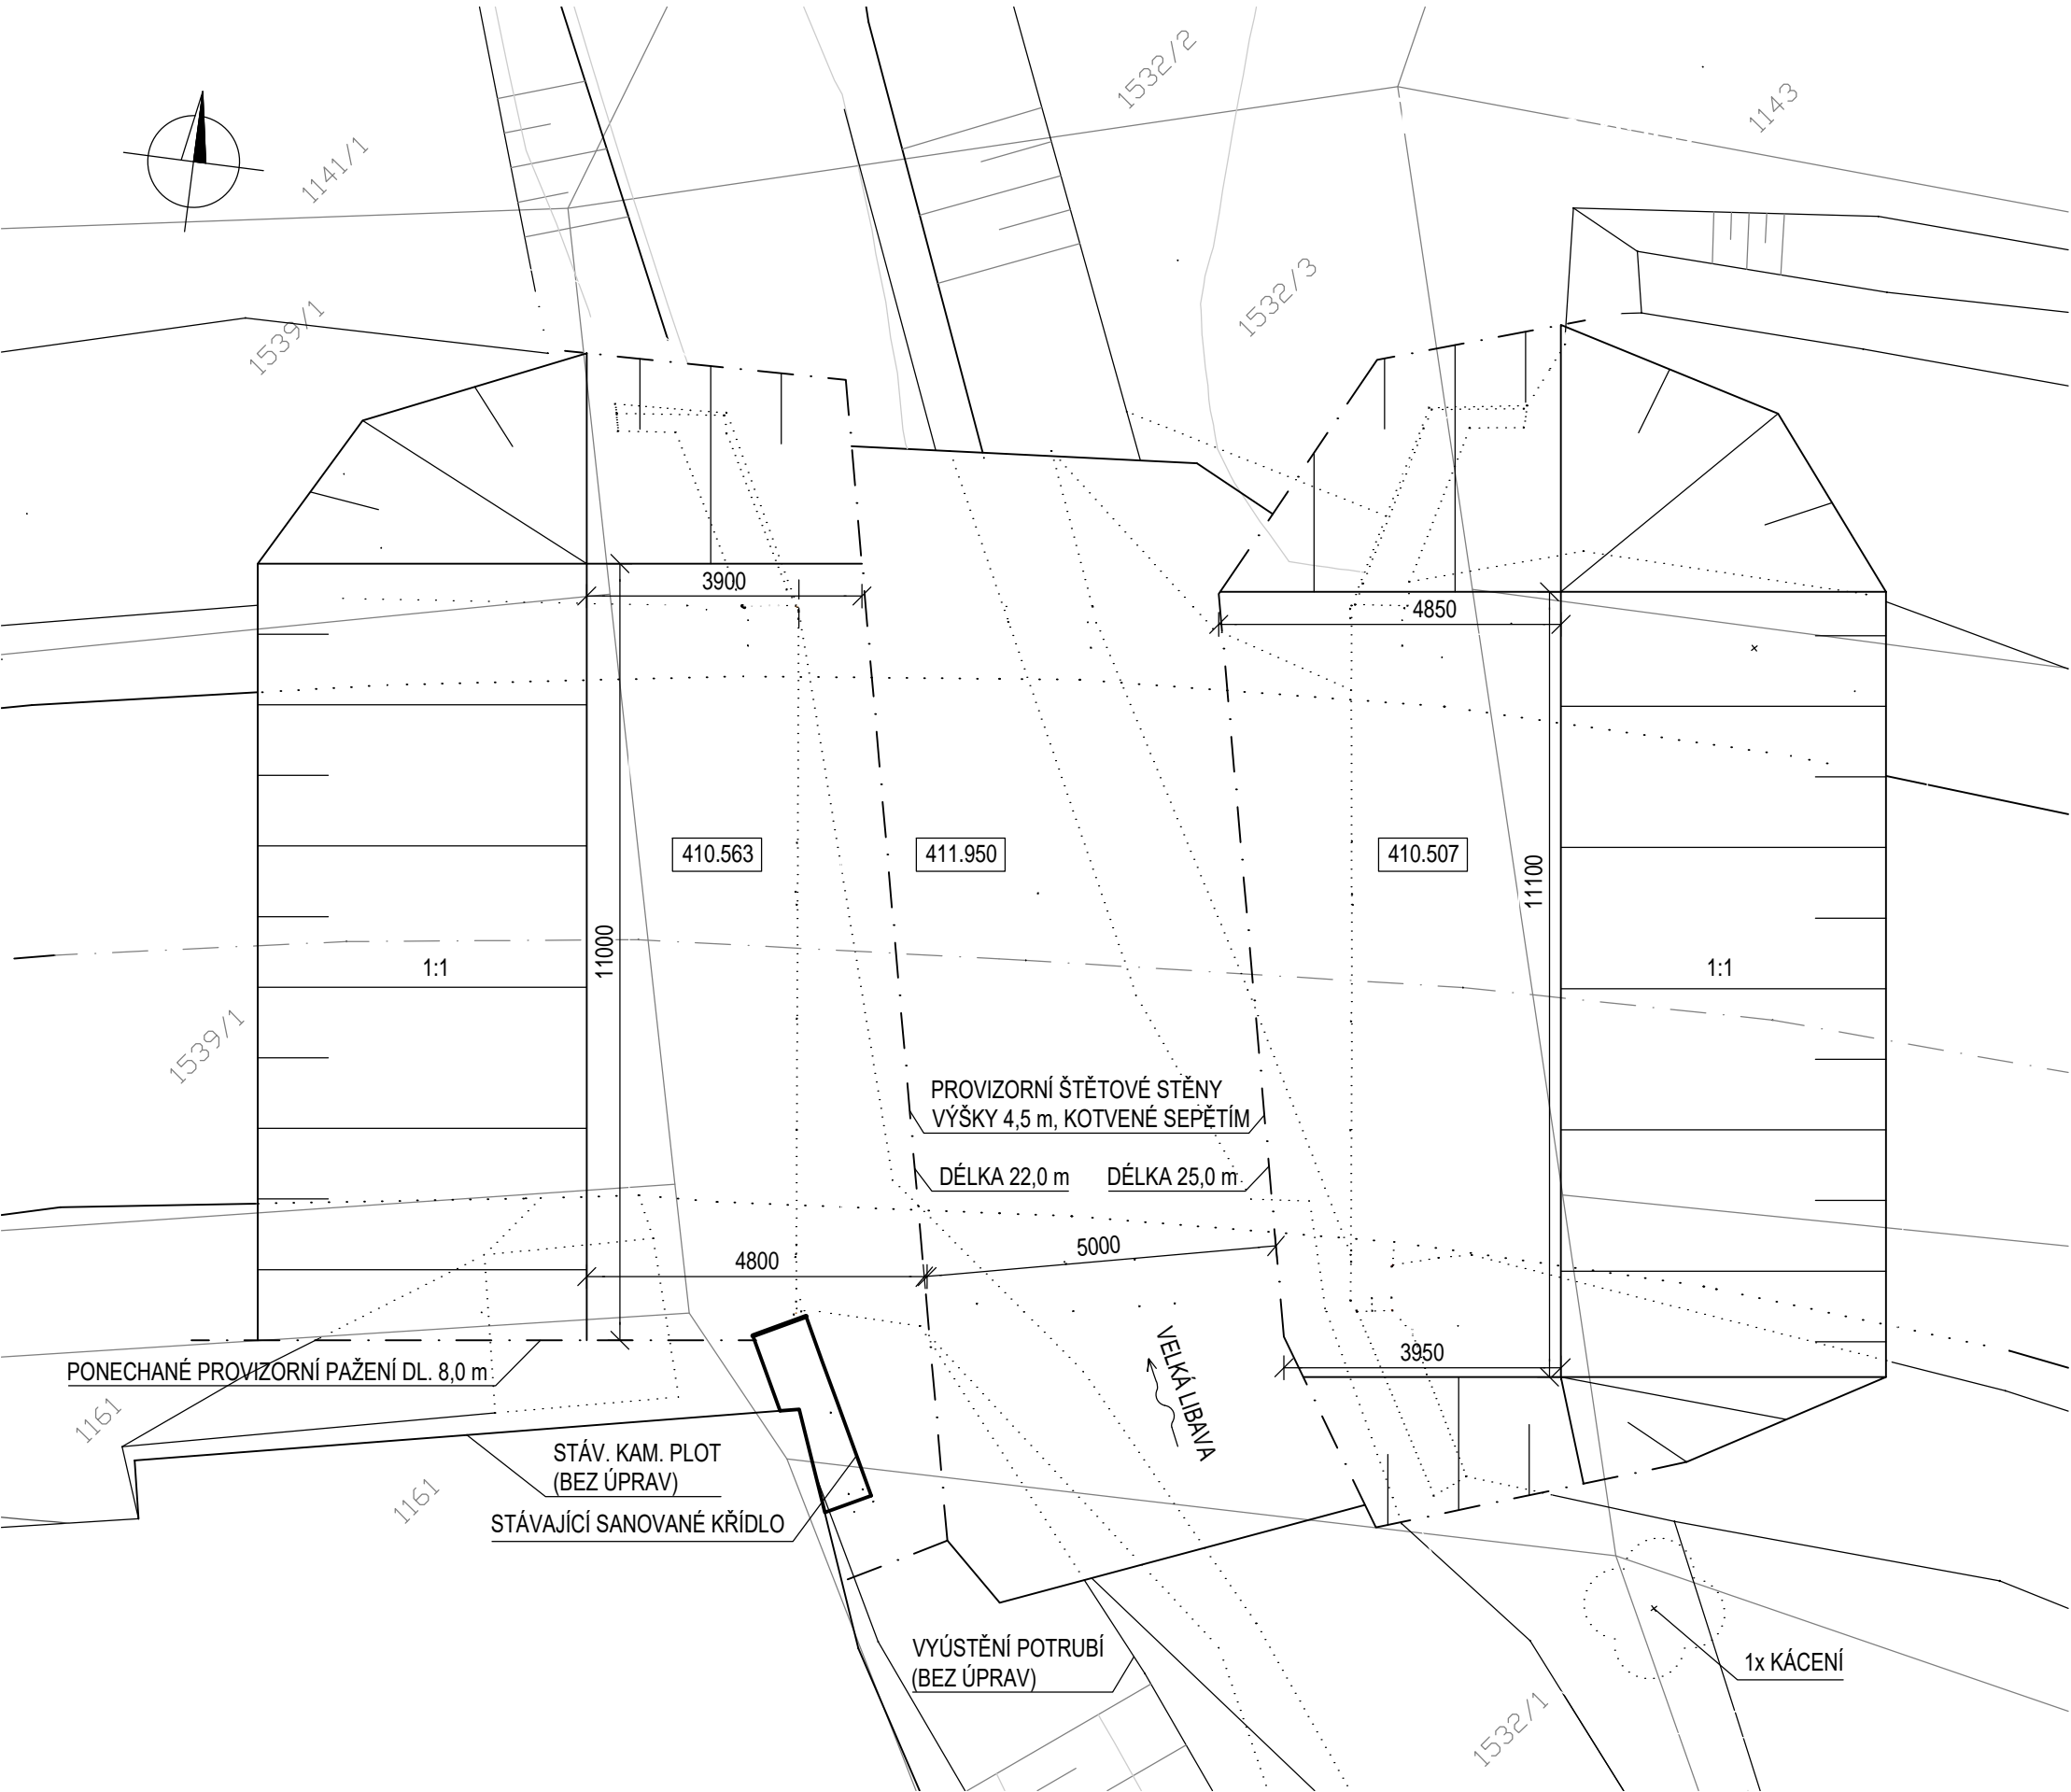 1532/2
1143
1141/1
1532/3
1539/1
3900
4850
410.563
411.950
410.507
11100
11000
1:1
1:1
1539/1
PROVIZORNÍ ŠTĚTOVÉ STĚNY
VÝŠKY 4,5 m, KOTVENÉ SEPĚTÍM
DÉLKA 22,0 m
DÉLKA 25,0 m
5000
4800
VELKÁ LIBAVA
3950
PONECHANÉ PROVIZORNÍ PAŽENÍ DL. 8,0 m
1161
STÁV. KAM. PLOT
(BEZ ÚPRAV)
1161
STÁVAJÍCÍ SANOVANÉ KŘÍDLO
VYÚSTĚNÍ POTRUBÍ
(BEZ ÚPRAV)
1x KÁCENÍ
1532/1